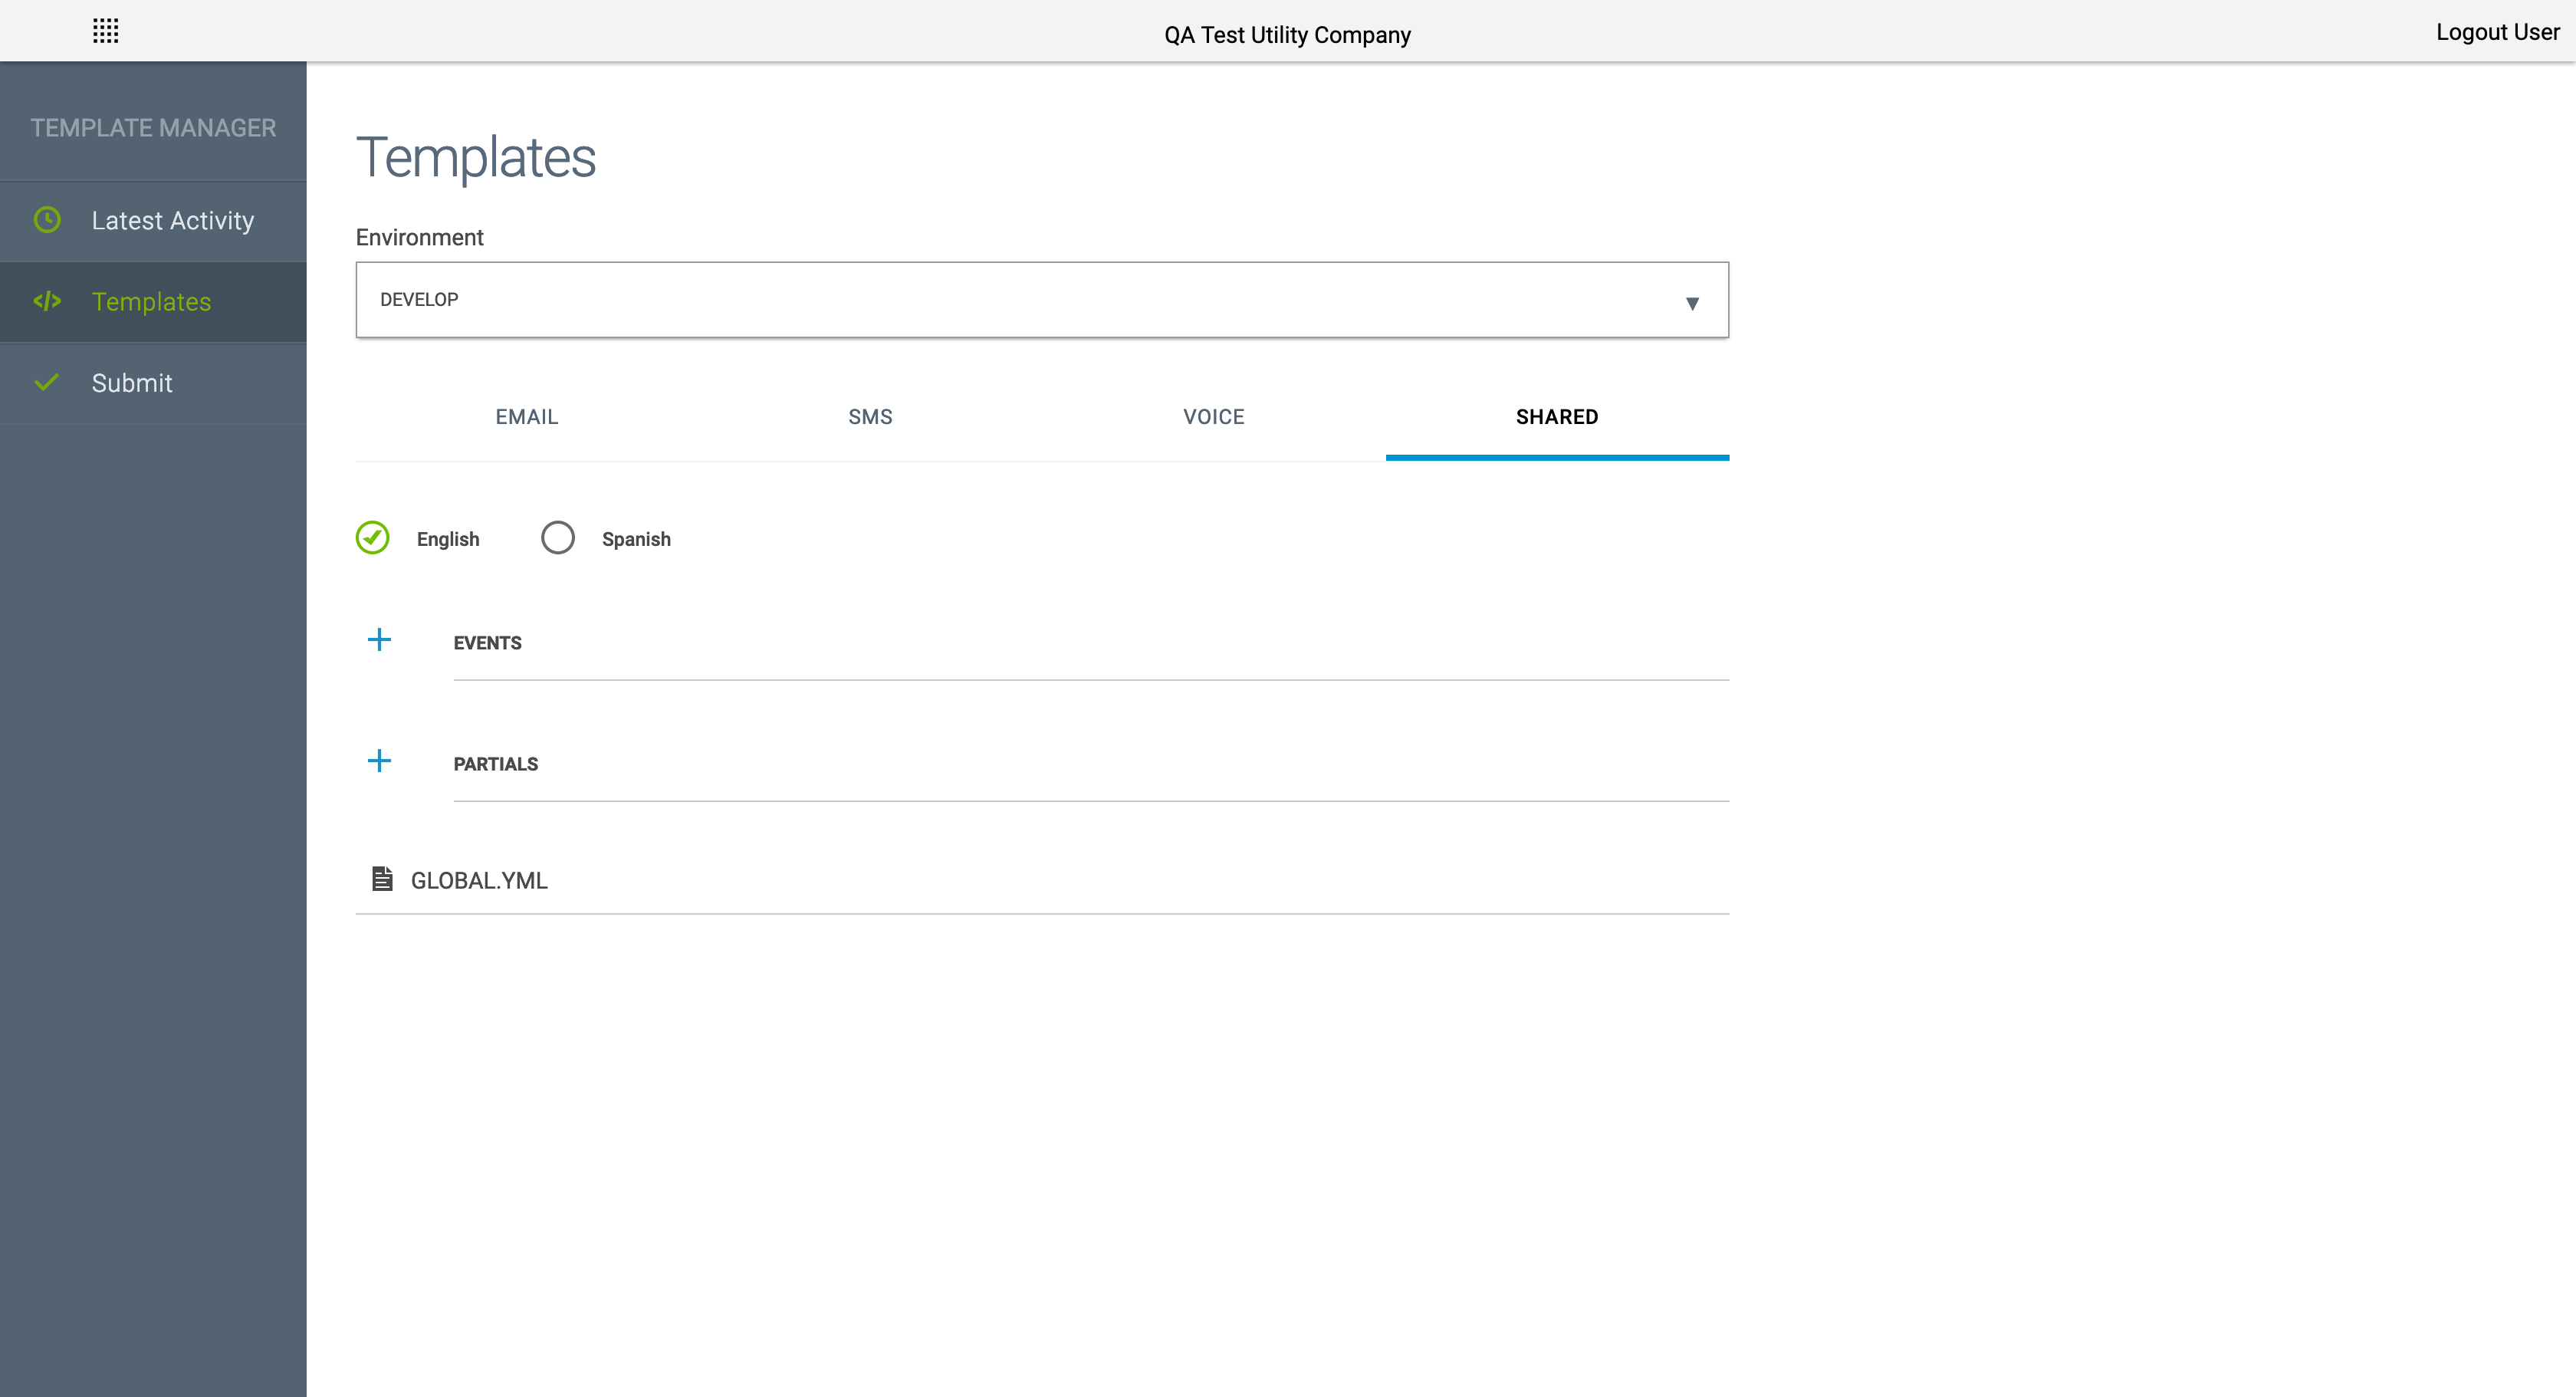 QA Test Utility Company
Logout User
TEMPLATE MANAGER
Latest Activity
Templates
Submit
Templates
Environment
DEVELOP
EMAIL SMS VOICE SHARED
English Spanish
EVENTS
PARTIALS
GLOBAL.YML